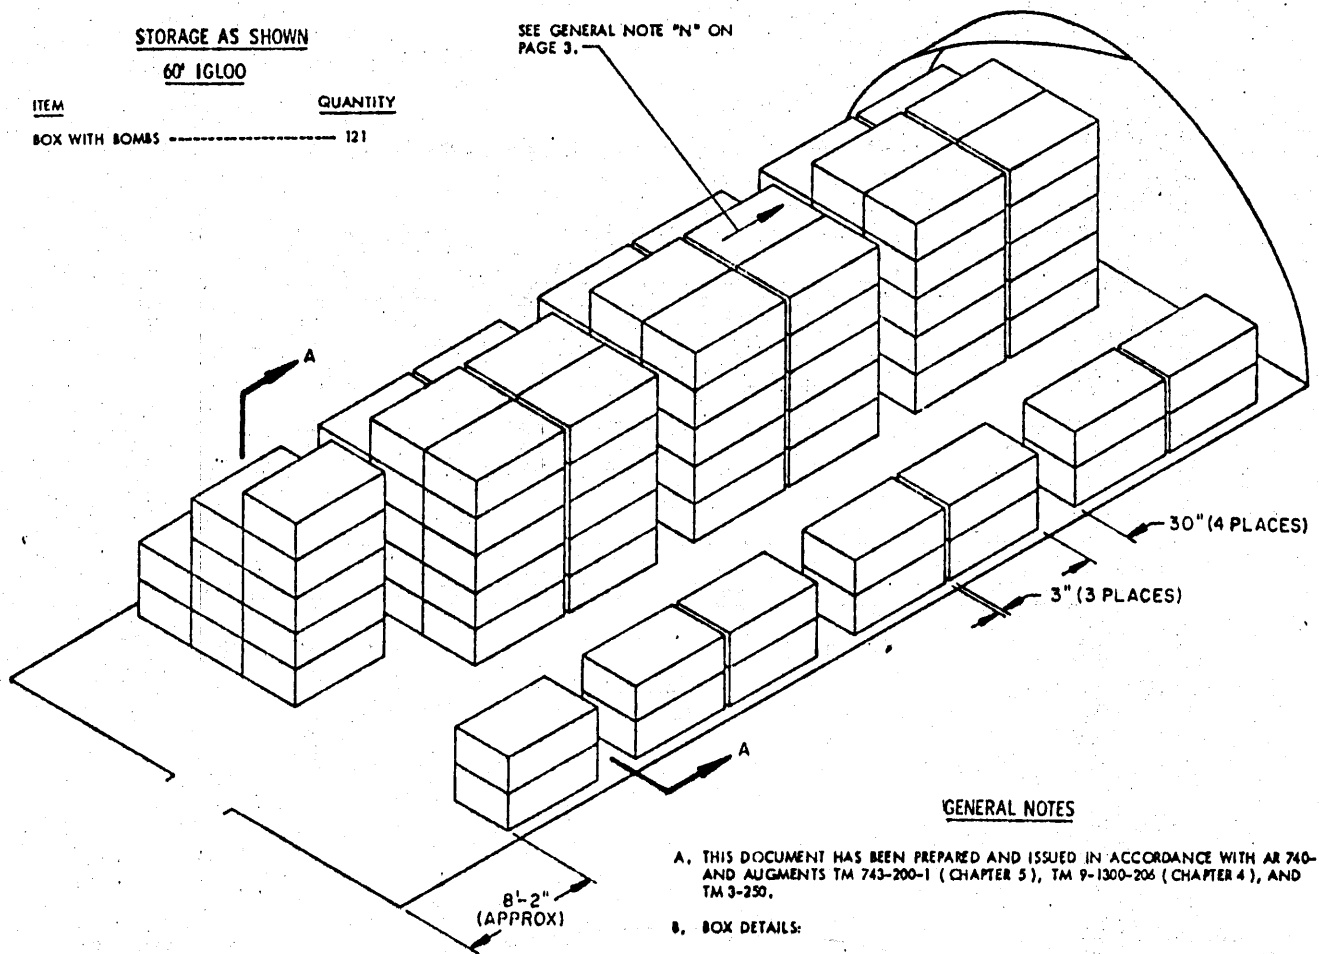 STORAGE AS SHOWN
60' IGLOO
ITEM QUANTITY
BOX WITH BOMBS ---------------------- 121
SEE GENERAL NOTE "N" ON
PAGE 3.
A
A
30" (4 PLACES)
3" (3 PLACES)
8'-2"
(APPROX)
GENERAL NOTES
A. THIS DOCUMENT HAS BEEN PREPARED AND ISSUED IN ACCORDANCE WITH AR 740-
AND AUGMENTS TM 743-200-1 (CHAPTER 5), TM 9-1300-206 (CHAPTER 4), AND
TM 3-250.
B. BOX DETAILS: